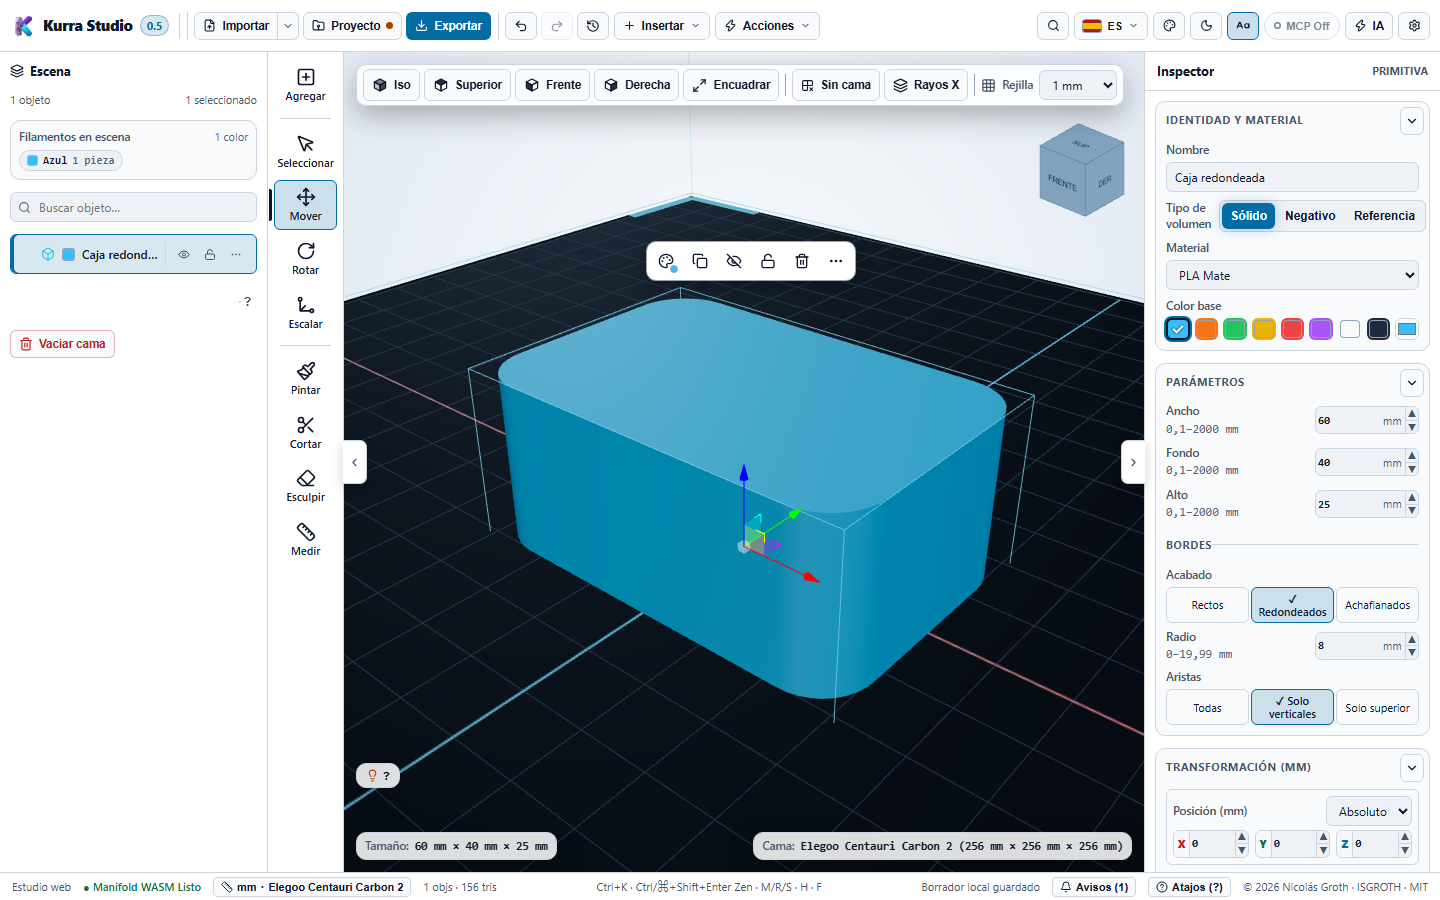 Kurra Studio 0.5
Importar
Proyecto
Exportar
Insertar
Acciones
ES
Aa
MCP Off
IA
Escena
1 objeto
1 seleccionado
Filamentos en escena
1 color
Azul 1 pieza
Buscar objeto...
Caja redond...
?
Vaciar cama
Agregar
Seleccionar
Mover
Rotar
Escalar
Pintar
Cortar
Esculpir
Medir
Iso
Superior
Frente
Derecha
Encuadrar
Sin cama
Rayos X
Rejilla
1 mm
SUP
FRENTE
DER
?
Tamaño: 60 mm × 40 mm × 25 mm
Cama: Elegoo Centauri Carbon 2 (256 mm × 256 mm × 256 mm)
Inspector
PRIMITIVA
IDENTIDAD Y MATERIAL
Nombre
Caja redondeada
Tipo de
volumen
Sólido
Negativo
Referencia
Material
PLA Mate
Color base
PARÁMETROS
Ancho
0,1–2000 mm
60 mm
Fondo
0,1–2000 mm
40 mm
Alto
0,1–2000 mm
25 mm
BORDES
Acabado
Rectos
✓
Redondeados
Achaflanados
Radio
0–19,99 mm
8 mm
Aristas
Todas
✓ Solo
verticales
Solo superior
TRANSFORMACIÓN (MM)
Posición (mm)
Absoluto
X 0
Y 0
Z 0
Estudio web
● Manifold WASM Listo
mm · Elegoo Centauri Carbon 2
1 objs · 156 tris
Ctrl+K · Ctrl/⌘+Shift+Enter Zen · M/R/S · H · F
Borrador local guardado
Avisos (1)
Atajos (?)
© 2026 Nicolás Groth · ISGROTH · MIT